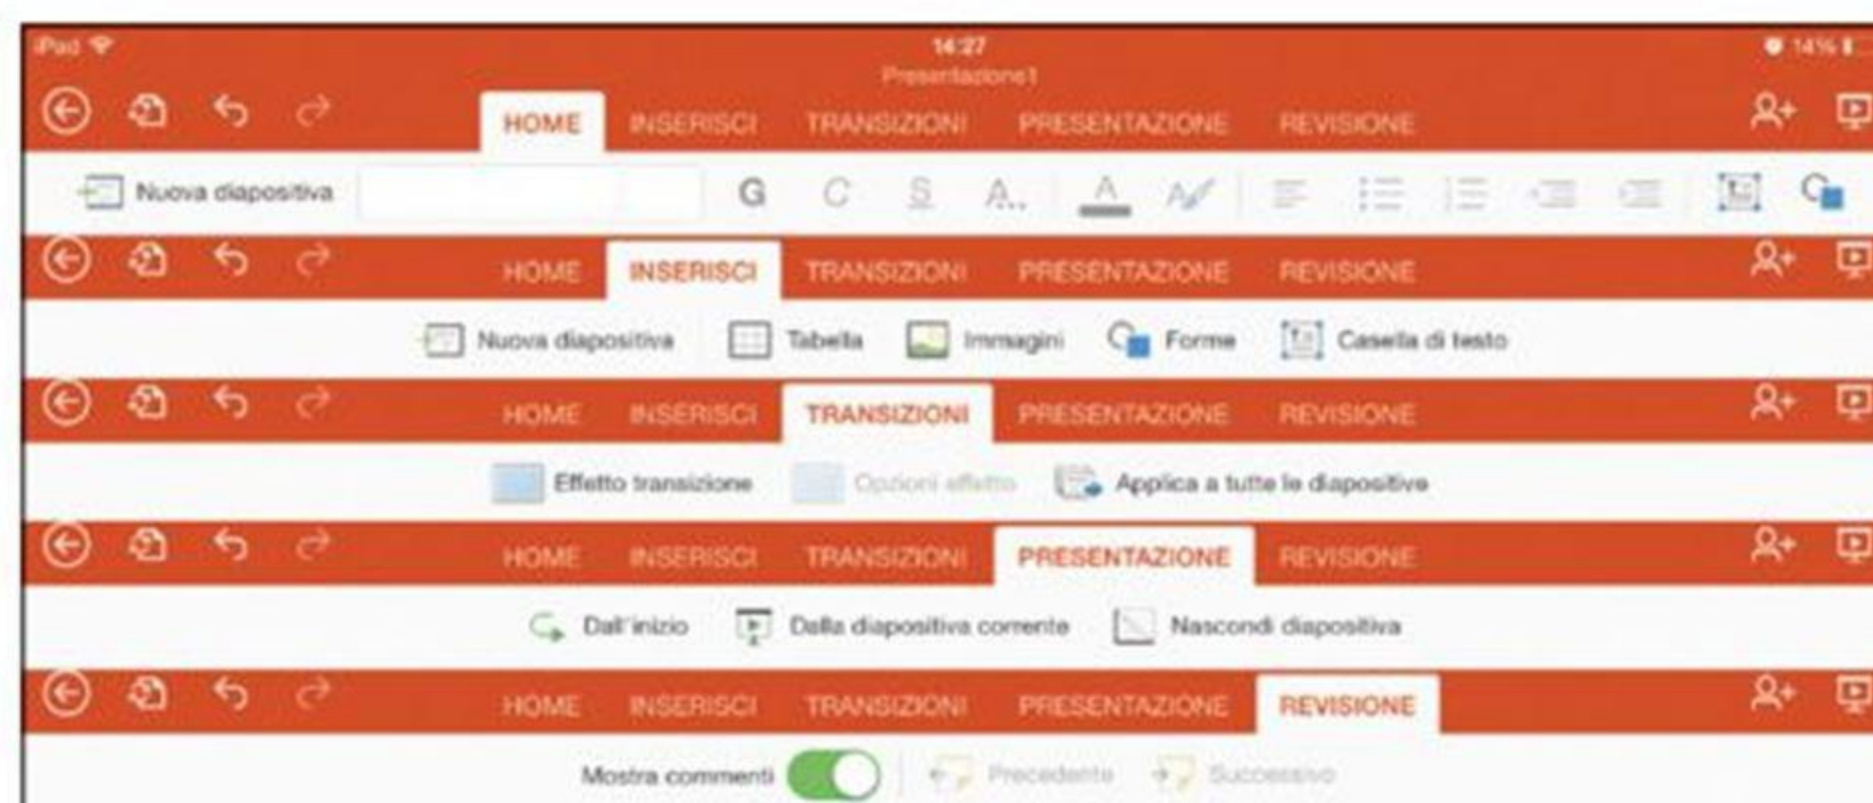 iPad 14:27 14%
Presentazione1
HOME INSERISCI TRANSIZIONI PRESENTAZIONE REVISIONE
Nuova diapositiva G C S A... A A
HOME INSERISCI TRANSIZIONI PRESENTAZIONE REVISIONE
Nuova diapositiva Tabella Immagini Forme Casella di testo
HOME INSERISCI TRANSIZIONI PRESENTAZIONE REVISIONE
Effetto transizione Opzioni effetto Applica a tutte le diapositive
HOME INSERISCI TRANSIZIONI PRESENTAZIONE REVISIONE
Dall'inizio Dalla diapositiva corrente Nascondi diapositiva
HOME INSERISCI TRANSIZIONI PRESENTAZIONE REVISIONE
Mostra commenti Precedente Successivo